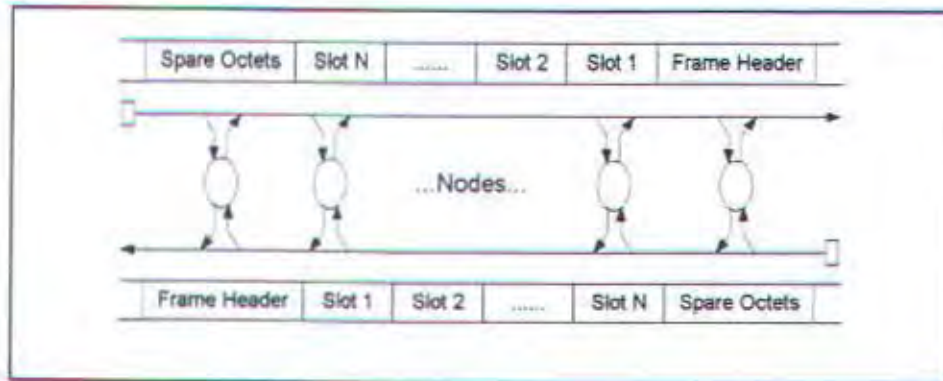 Spare Octets Slot N ...... Slot 2 Slot 1 Frame Header
...Nodes...
Frame Header Slot 1 Slot 2 ...... Slot N Spare Octets